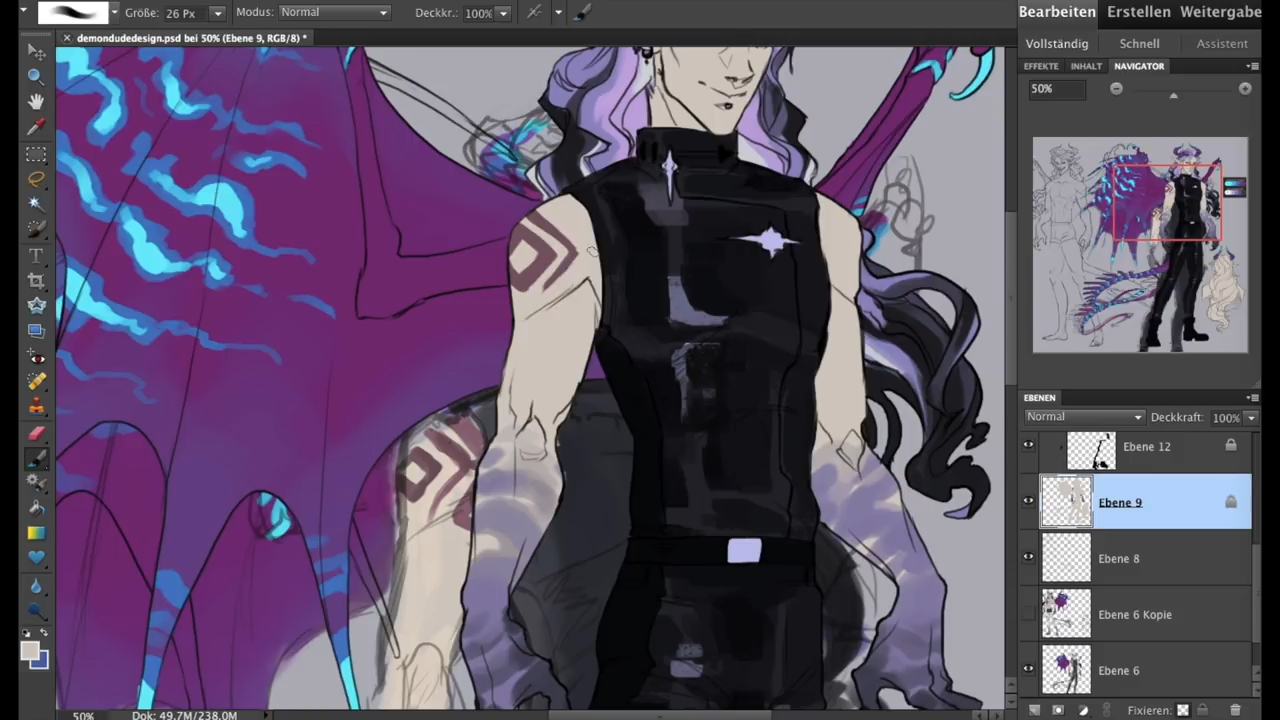 Größe: 26 Px Modus: Normal Deckkr.: 100%
Bearbeiten Erstellen Weitergabe
× demondudedesign.psd bei 50% (Ebene 9, RGB/8) *
Vollständig Schnell Assistent
EFFEKTE INHALT NAVIGATOR
50%
EBENEN
Normal Deckkraft: 100%
Ebene 12
Ebene 9
Ebene 8
Ebene 6 Kopie
Ebene 6
Fixieren:
50% Dok: 49,7M/238,0M